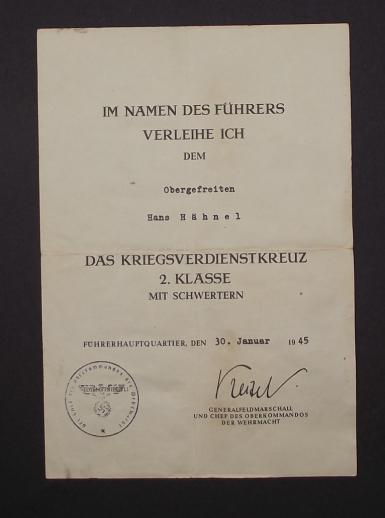 IM NAMEN DES FÜHRERS
VERLEIHE ICH
DEM
Obergefreiten
Hans Hähnel
DAS KRIEGSVERDIENSTKREUZ
2. KLASSE
MIT SCHWERTERN
FÜHRERHAUPTQUARTIER, DEN 30. Januar 1945
Keitel
GENERALFELDMARSCHALL
UND CHEF DES OBERKOMMANDOS
DER WEHRMACHT